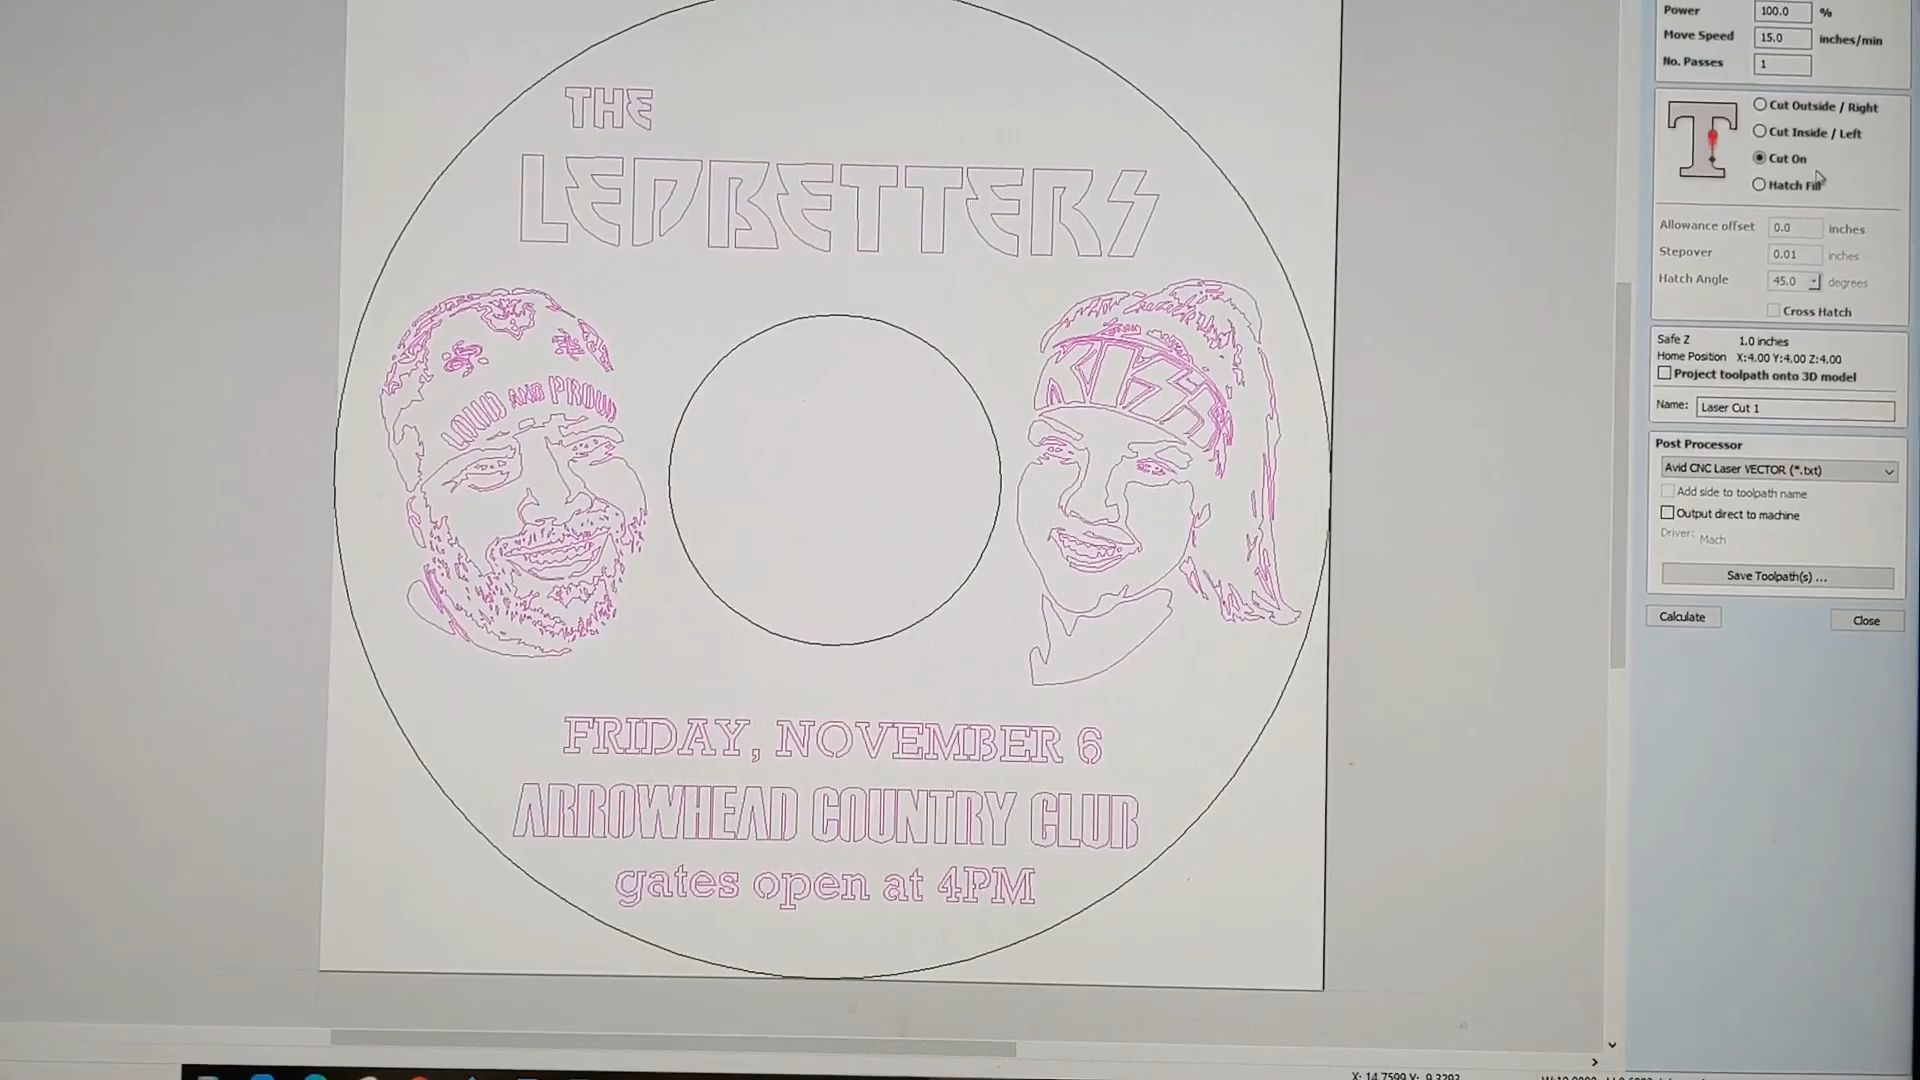 THE
LEDBETTERS
LOUD AND PROUD
FRIDAY, NOVEMBER 6
ARROWHEAD COUNTRY CLUB
gates open at 4PM
Power 100.0 %
Move Speed 15.0 inches/min
No. Passes 1
Cut Outside / Right
Cut Inside / Left
Cut On
Hatch Fill
Allowance offset 0.0 inches
Stepover 0.01 inches
Hatch Angle 45.0 degrees
Cross Hatch
Safe Z 1.0 inches
Home Position X:4.00 Y:4.00 Z:4.00
Project toolpath onto 3D model
Name: Laser Cut 1
Post Processor
Avid CNC Laser VECTOR (*.txt)
Add side to toolpath name
Output direct to machine
Driver: Mach
Save Toolpath(s) ...
Calculate Close